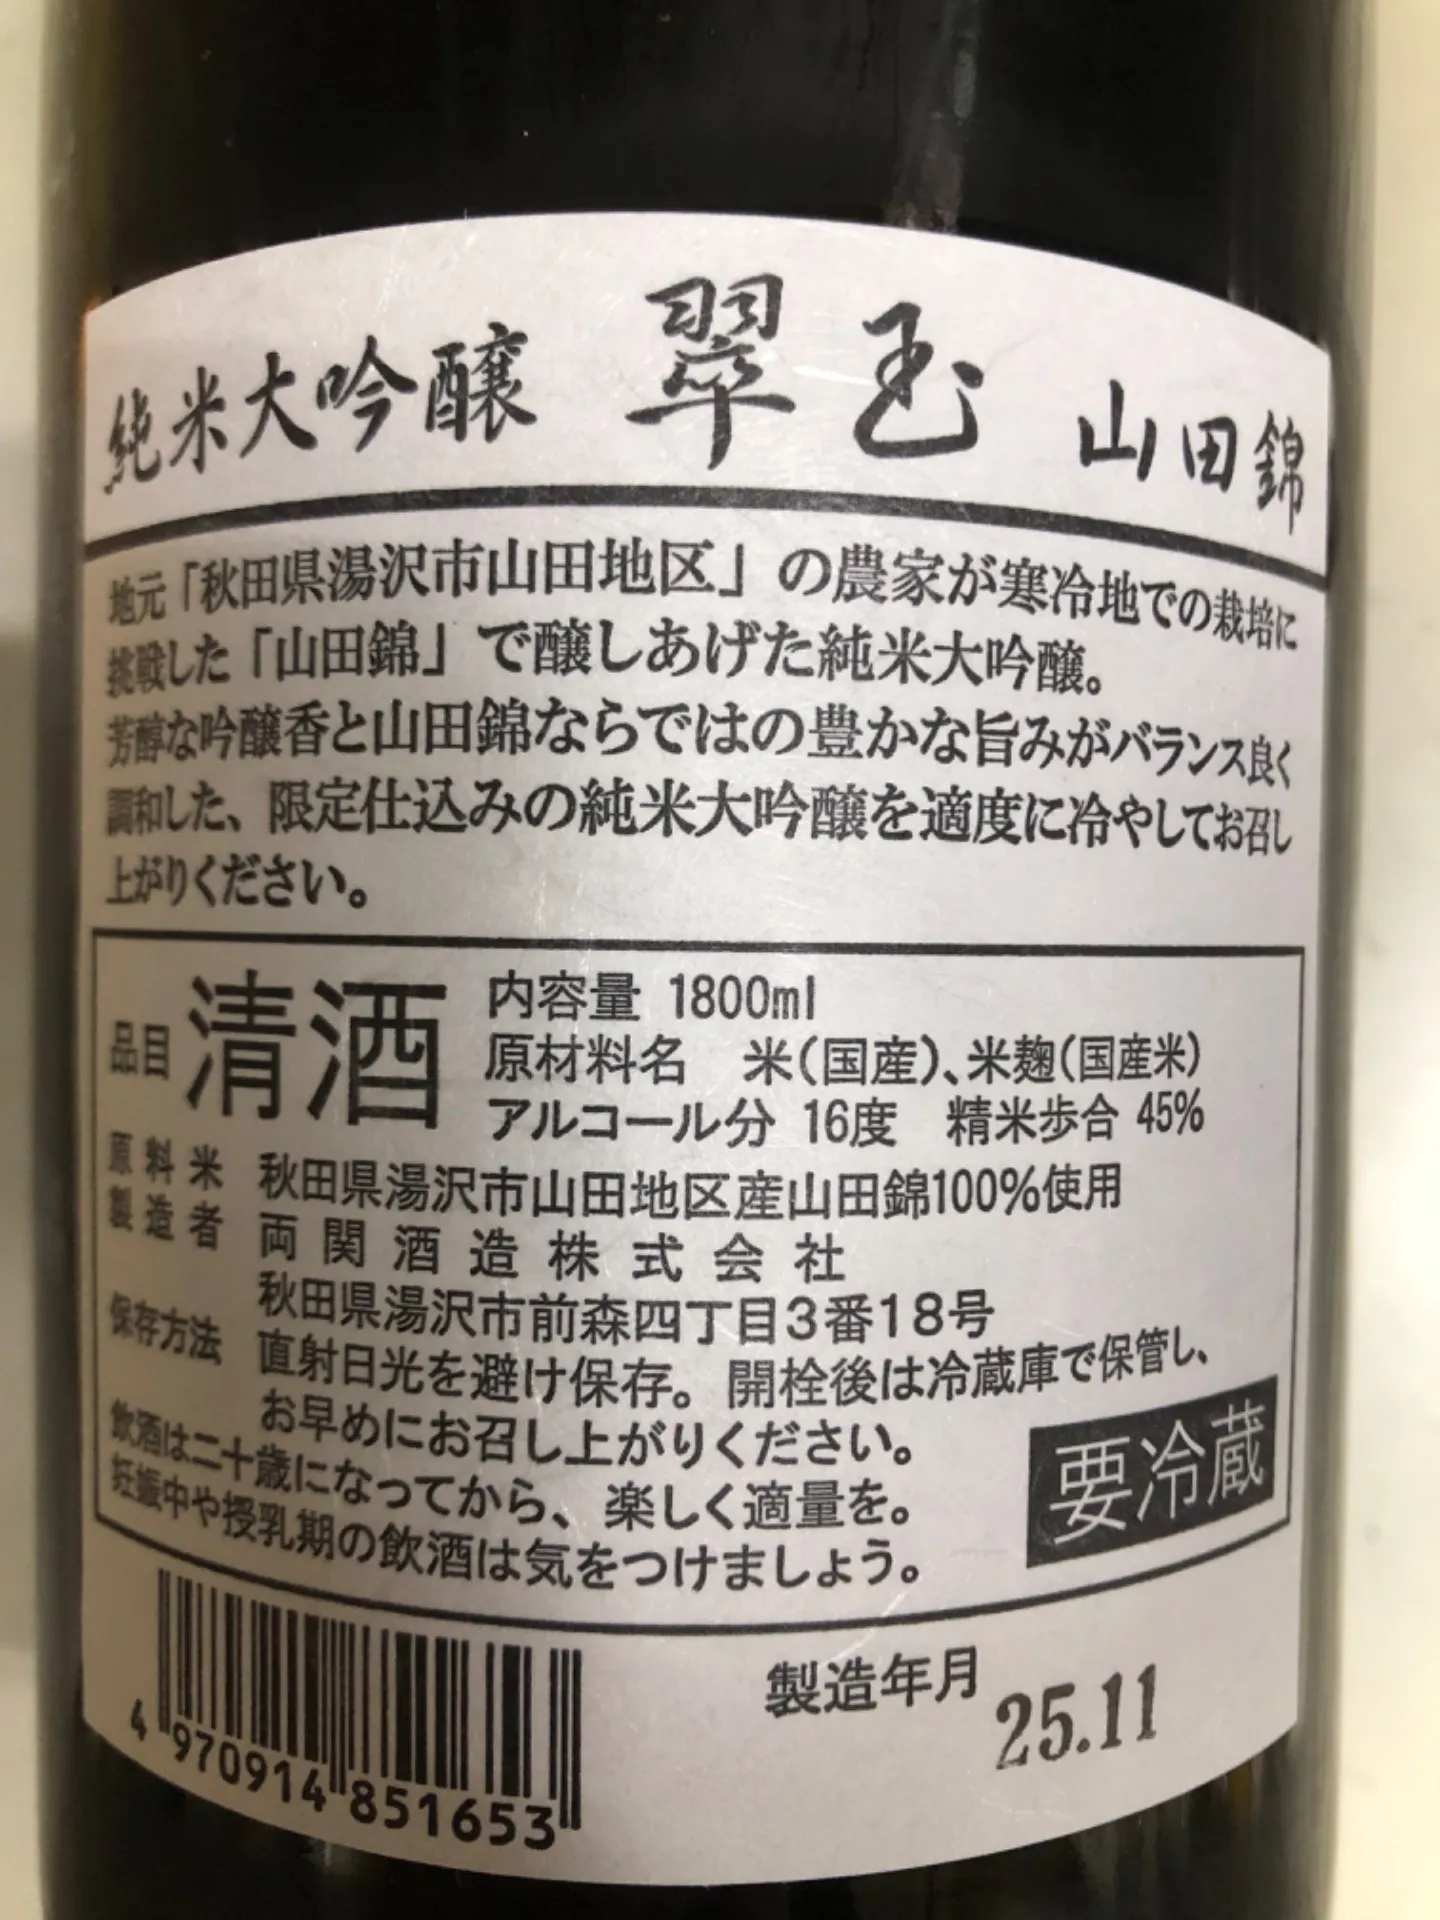 純米大吟醸 翠玉 山田錦
地元「秋田県湯沢市山田地区」の農家が寒冷地での栽培に
挑戦した「山田錦」で醸しあげた純米大吟醸。
芳醇な吟醸香と山田錦ならではの豊かな旨みがバランス良く
調和した、限定仕込みの純米大吟醸を適度に冷やしてお召し
上がりください。
品目 清酒
内容量 1800ml
原材料名 米(国産)、米麹(国産米)
アルコール分 16度 精米歩合 45%
原料米 秋田県湯沢市山田地区産山田錦100%使用
製造者 両関酒造株式会社
秋田県湯沢市前森四丁目3番18号
保存方法 直射日光を避け保存。開栓後は冷蔵庫で保管し、
お早めにお召し上がりください。
飲酒は二十歳になってから、楽しく適量を。
妊娠中や授乳期の飲酒は気をつけましょう。
要冷蔵
4 970914 851653
製造年月 25.11